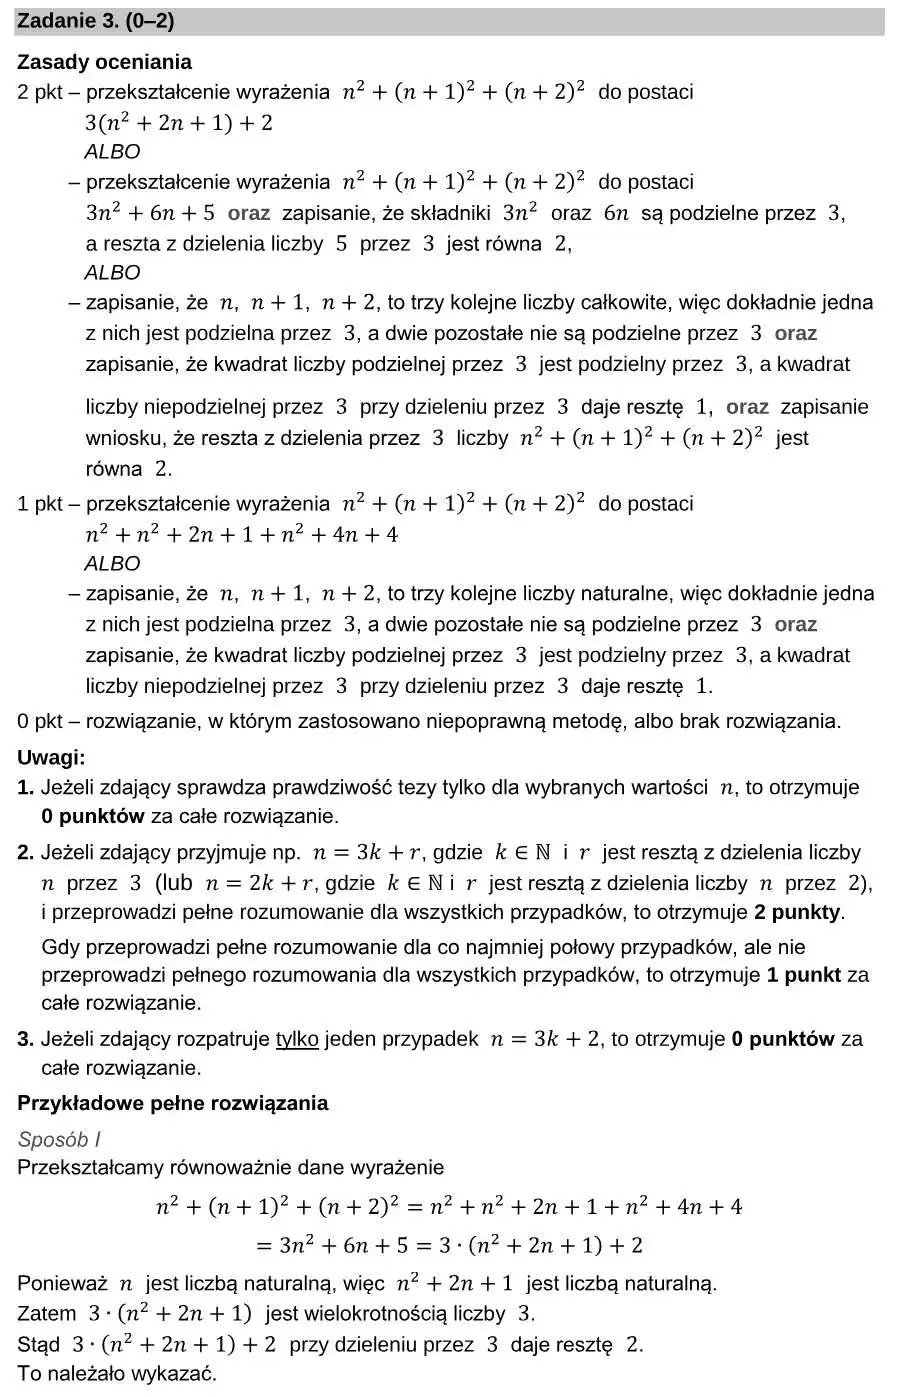 Zadanie 3. (0–2)
Zasady oceniania
2 pkt – przekształcenie wyrażenia n² + (n + 1)² + (n + 2)² do postaci
3(n² + 2n + 1) + 2
ALBO
– przekształcenie wyrażenia n² + (n + 1)² + (n + 2)² do postaci
3n² + 6n + 5 oraz zapisanie, że składniki 3n² oraz 6n są podzielne przez 3,
a reszta z dzielenia liczby 5 przez 3 jest równa 2,
ALBO
– zapisanie, że n, n + 1, n + 2, to trzy kolejne liczby całkowite, więc dokładnie jedna
z nich jest podzielna przez 3, a dwie pozostałe nie są podzielne przez 3 oraz
zapisanie, że kwadrat liczby podzielnej przez 3 jest podzielny przez 3, a kwadrat
liczby niepodzielnej przez 3 przy dzieleniu przez 3 daje resztę 1, oraz zapisanie
wniosku, że reszta z dzielenia przez 3 liczby n² + (n + 1)² + (n + 2)² jest
równa 2.
1 pkt – przekształcenie wyrażenia n² + (n + 1)² + (n + 2)² do postaci
n² + n² + 2n + 1 + n² + 4n + 4
ALBO
– zapisanie, że n, n + 1, n + 2, to trzy kolejne liczby naturalne, więc dokładnie jedna
z nich jest podzielna przez 3, a dwie pozostałe nie są podzielne przez 3 oraz
zapisanie, że kwadrat liczby podzielnej przez 3 jest podzielny przez 3, a kwadrat
liczby niepodzielnej przez 3 przy dzieleniu przez 3 daje resztę 1.
0 pkt – rozwiązanie, w którym zastosowano niepoprawną metodę, albo brak rozwiązania.
Uwagi:
1. Jeżeli zdający sprawdza prawdziwość tezy tylko dla wybranych wartości n, to otrzymuje
0 punktów za całe rozwiązanie.
2. Jeżeli zdający przyjmuje np. n = 3k + r, gdzie k ∈ ℕ i r jest resztą z dzielenia liczby
n przez 3 (lub n = 2k + r, gdzie k ∈ ℕ i r jest resztą z dzielenia liczby n przez 2),
i przeprowadzi pełne rozumowanie dla wszystkich przypadków, to otrzymuje 2 punkty.
Gdy przeprowadzi pełne rozumowanie dla co najmniej połowy przypadków, ale nie
przeprowadzi pełnego rozumowania dla wszystkich przypadków, to otrzymuje 1 punkt za
całe rozwiązanie.
3. Jeżeli zdający rozpatruje tylko jeden przypadek n = 3k + 2, to otrzymuje 0 punktów za
całe rozwiązanie.
Przykładowe pełne rozwiązania
Sposób I
Przekształcamy równoważnie dane wyrażenie
n² + (n + 1)² + (n + 2)² = n² + n² + 2n + 1 + n² + 4n + 4
= 3n² + 6n + 5 = 3 · (n² + 2n + 1) + 2
Ponieważ n jest liczbą naturalną, więc n² + 2n + 1 jest liczbą naturalną.
Zatem 3 · (n² + 2n + 1) jest wielokrotnością liczby 3.
Stąd 3 · (n² + 2n + 1) + 2 przy dzieleniu przez 3 daje resztę 2.
To należało wykazać.